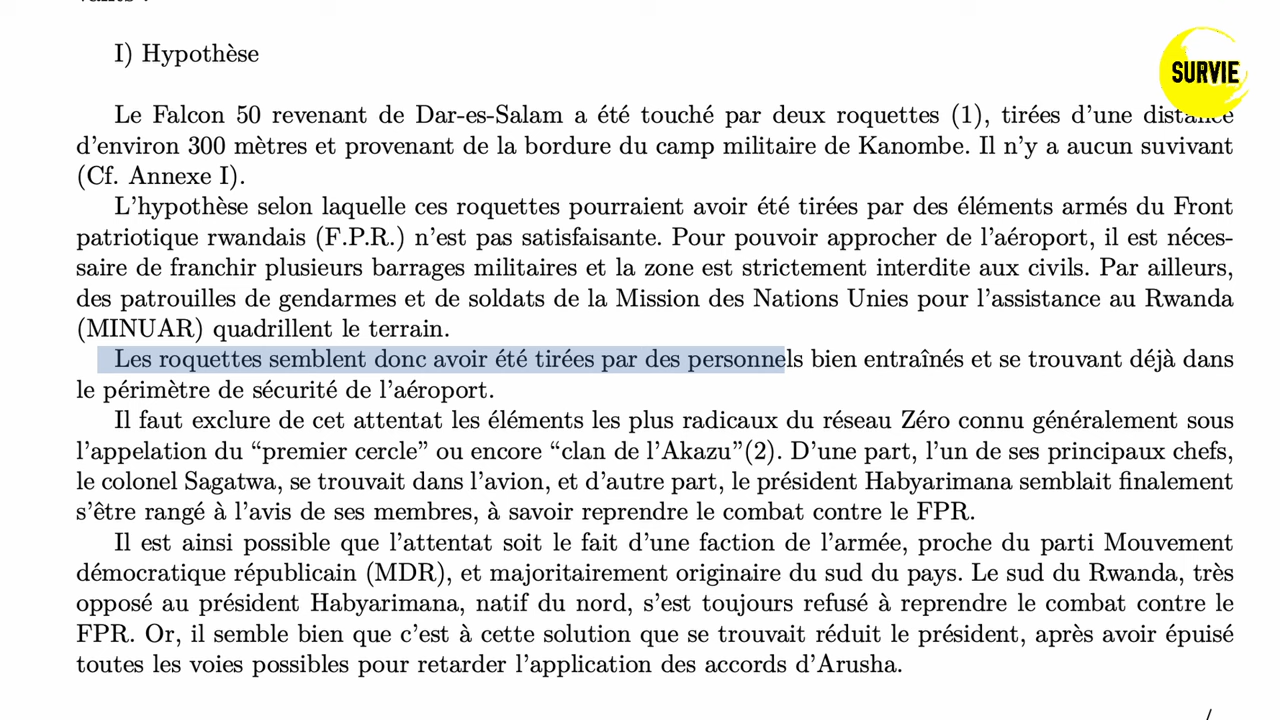 I) Hypothèse
SURVIE
Le Falcon 50 revenant de Dar-es-Salam a été touché par deux roquettes (1), tirées d'une distance
d'environ 300 mètres et provenant de la bordure du camp militaire de Kanombe. Il n'y a aucun suvivant
(Cf. Annexe I).
L'hypothèse selon laquelle ces roquettes pourraient avoir été tirées par des éléments armés du Front
patriotique rwandais (F.P.R.) n'est pas satisfaisante. Pour pouvoir approcher de l'aéroport, il est néces-
saire de franchir plusieurs barrages militaires et la zone est strictement interdite aux civils. Par ailleurs,
des patrouilles de gendarmes et de soldats de la Mission des Nations Unies pour l'assistance au Rwanda
(MINUAR) quadrillent le terrain.
Les roquettes semblent donc avoir été tirées par des personnels bien entraînés et se trouvant déjà dans
le périmètre de sécurité de l'aéroport.
Il faut exclure de cet attentat les éléments les plus radicaux du réseau Zéro connu généralement sous
l'appelation du “premier cercle” ou encore “clan de l'Akazu”(2). D'une part, l'un de ses principaux chefs,
le colonel Sagatwa, se trouvait dans l'avion, et d'autre part, le président Habyarimana semblait finalement
s'être rangé à l'avis de ses membres, à savoir reprendre le combat contre le FPR.
Il est ainsi possible que l'attentat soit le fait d'une faction de l'armée, proche du parti Mouvement
démocratique républicain (MDR), et majoritairement originaire du sud du pays. Le sud du Rwanda, très
opposé au président Habyarimana, natif du nord, s'est toujours refusé à reprendre le combat contre le
FPR. Or, il semble bien que c'est à cette solution que se trouvait réduit le président, après avoir épuisé
toutes les voies possibles pour retarder l'application des accords d'Arusha.